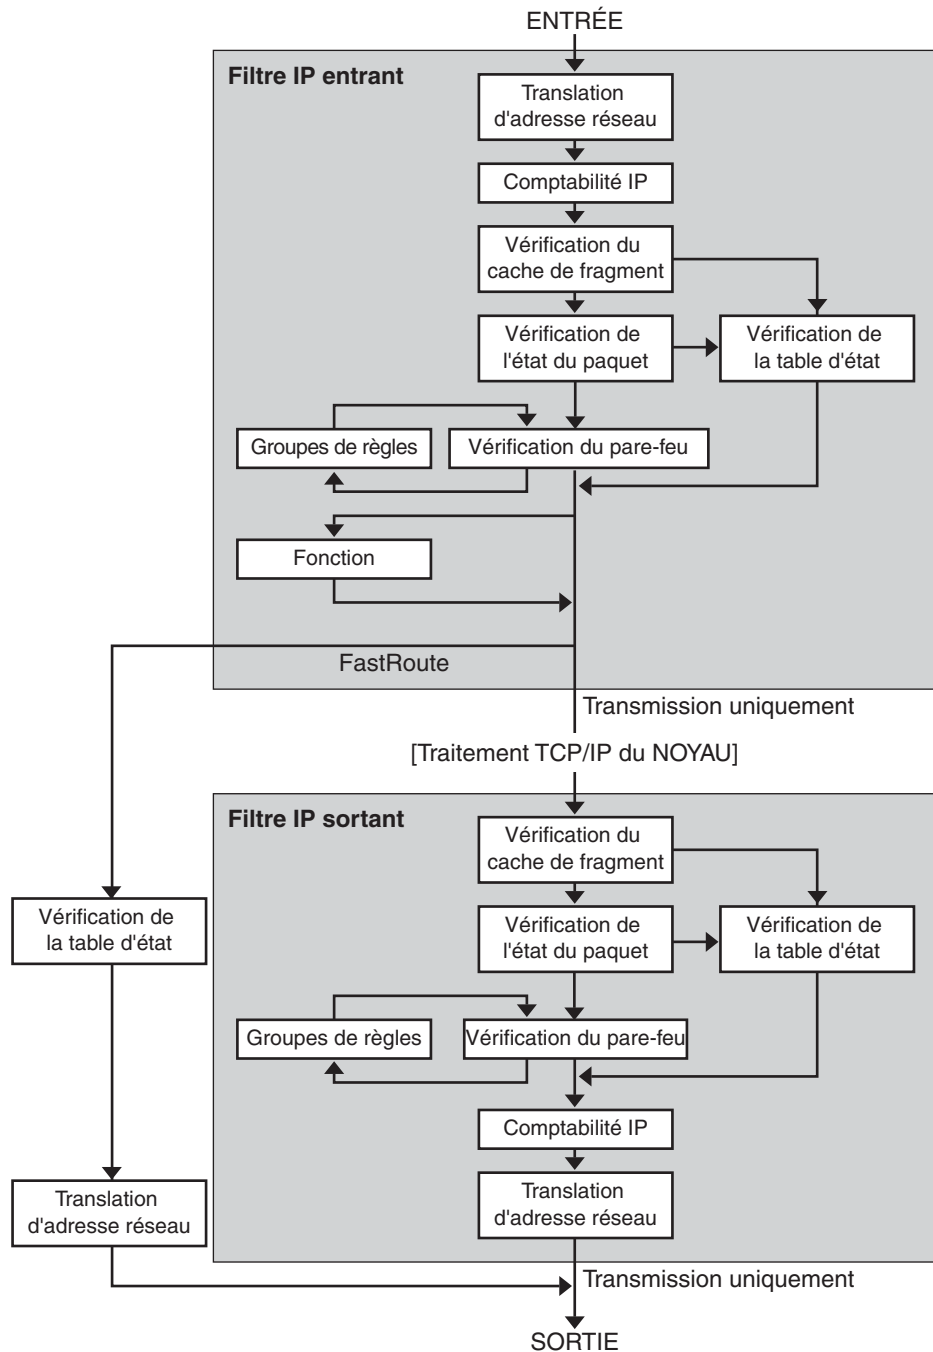 ENTRÉE
Filtre IP entrant
Translation
d'adresse réseau
Comptabilité IP
Vérification du
cache de fragment
Vérification de
l'état du paquet
Vérification de
la table d'état
Groupes de règles
Vérification du pare-feu
Fonction
FastRoute
Transmission uniquement
[Traitement TCP/IP du NOYAU]
Filtre IP sortant
Vérification du
cache de fragment
Vérification de
la table d'état
Vérification de
l'état du paquet
Vérification de
la table d'état
Groupes de règles
Vérification du pare-feu
Comptabilité IP
Translation
d'adresse réseau
Translation
d'adresse réseau
Transmission uniquement
SORTIE